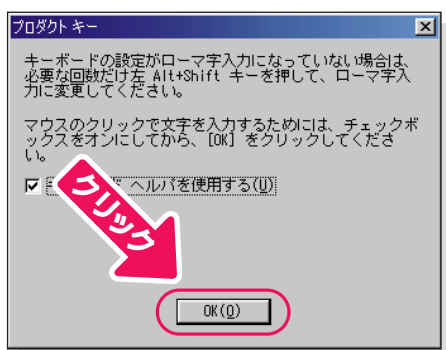 プロダクト キー
キーボードの設定がローマ字入力になっていない場合は、
必要な回数だけ左 Alt+Shift キーを押して、ローマ字入
力に変更してください。
マウスのクリックで文字を入力するためには、チェックボ
ックスをオンにしてから、[OK] をクリックしてくださ
い。
ヘルパを使用する(U)
クリック
OK(O)